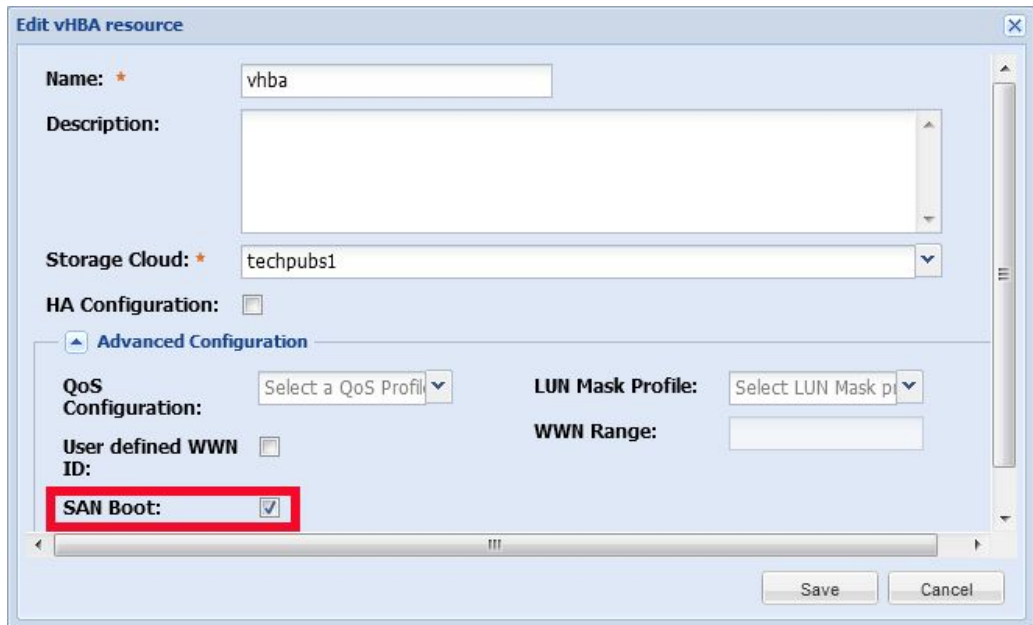 Edit vHBA resource
Name: *
vhba
Description:
Storage Cloud: *
techpubs1
HA Configuration:
Advanced Configuration
QoS
Configuration:
Select a QoS Profil
LUN Mask Profile:
Select LUN Mask pr
User defined WWN
ID:
WWN Range:
SAN Boot:
Save
Cancel